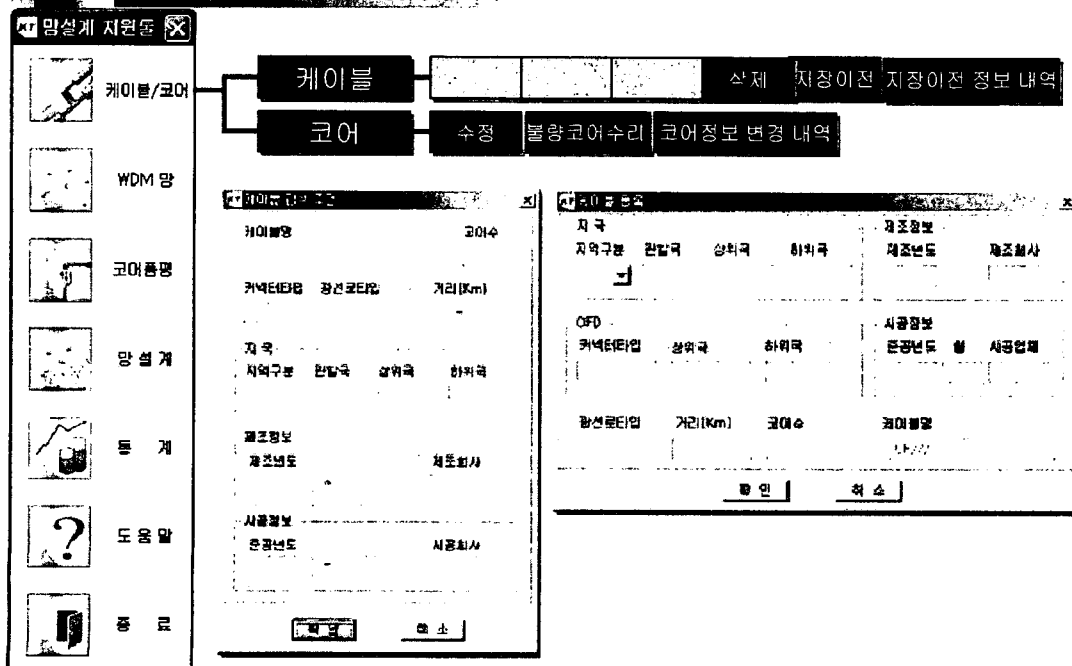 KT 망설계 지원툴
케이블/코어
WDM 망
코어품평
망 설 계
통 계
도 움 말
종 료
케이블
삭제
지장이전
지장이전 정보 내역
코어
수정
불량코어수리
코어정보 변경 내역
케이블명
코어수
커넥터타입
광선로타입
거리(Km)
지 국
지역구분
관할국
상위국
하위국
제조정보
제조년도
제조회사
시공정보
준공년도
시공회사
확 인
취 소
지 국
지역구분
관할국
상위국
하위국
제조정보
제조년도
제조회사
OFD
커넥터타입
상위국
하위국
시공정보
준공년도
월
시공업체
광선로타입
거리(Km)
코어수
케이블명
확 인
취 소